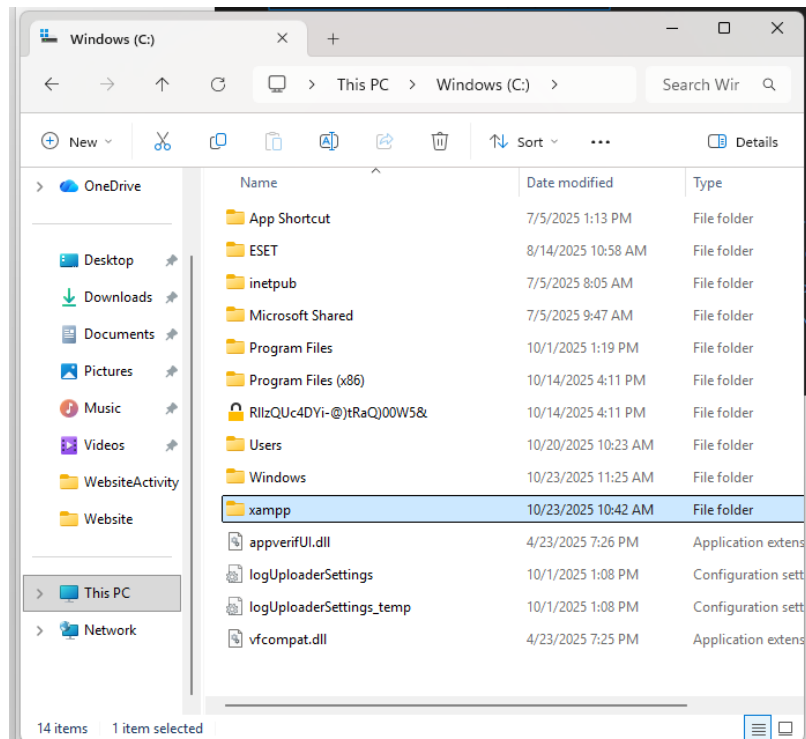 Windows (C:)
This PC > Windows (C:) >
Search Wir
New
Sort
Details
OneDrive
Desktop
Downloads
Documents
Pictures
Music
Videos
WebsiteActivity
Website
This PC
Network
Name Date modified Type
App Shortcut 7/5/2025 1:13 PM File folder
ESET 8/14/2025 10:58 AM File folder
inetpub 7/5/2025 8:05 AM File folder
Microsoft Shared 7/5/2025 9:47 AM File folder
Program Files 10/1/2025 1:19 PM File folder
Program Files (x86) 10/14/2025 4:11 PM File folder
10/14/2025 4:11 PM File folder
Users 10/20/2025 10:23 AM File folder
Windows 10/23/2025 11:25 AM File folder
xampp 10/23/2025 10:42 AM File folder
appverifUI.dll 4/23/2025 7:26 PM Application extens
logUploaderSettings 10/1/2025 1:08 PM Configuration sett
logUploaderSettings_temp 10/1/2025 1:08 PM Configuration sett
vfcompat.dll 4/23/2025 7:25 PM Application extens
14 items 1 item selected